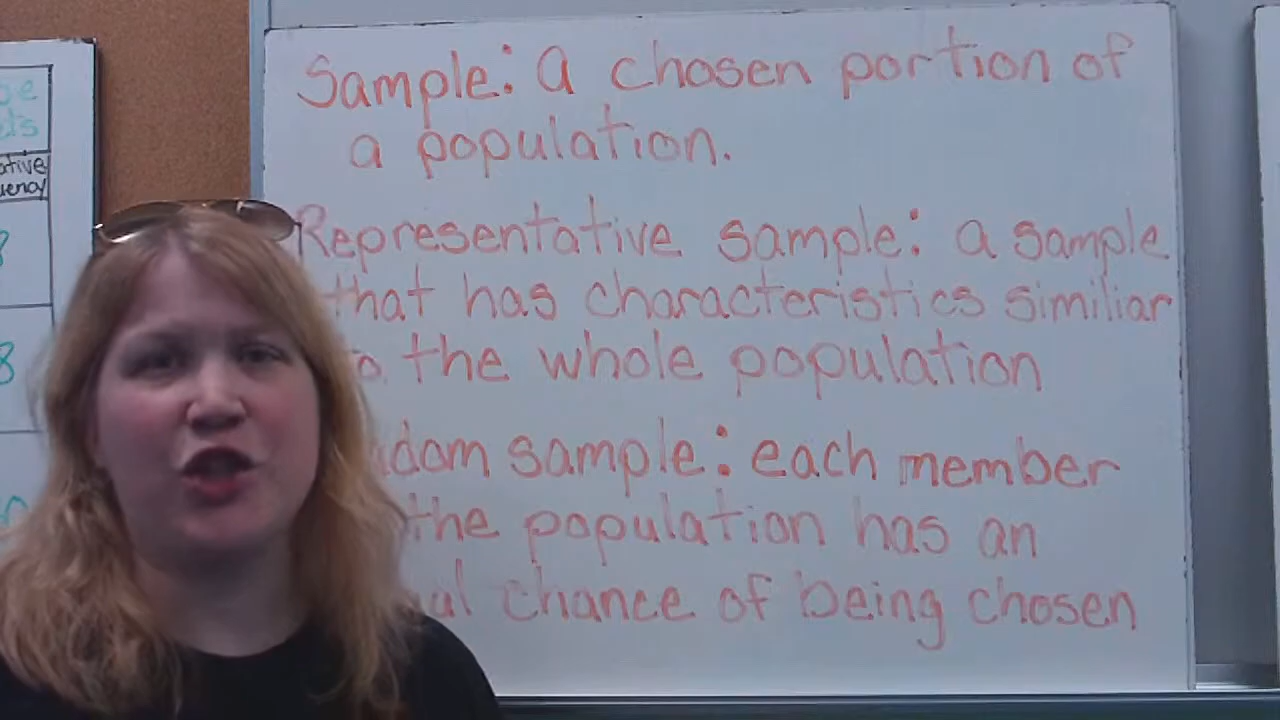 Sample: a chosen portion of
a population.
Representative sample: a sample
that has characteristics similiar
the whole population
sample: each member
the population has an
chance of being chosen